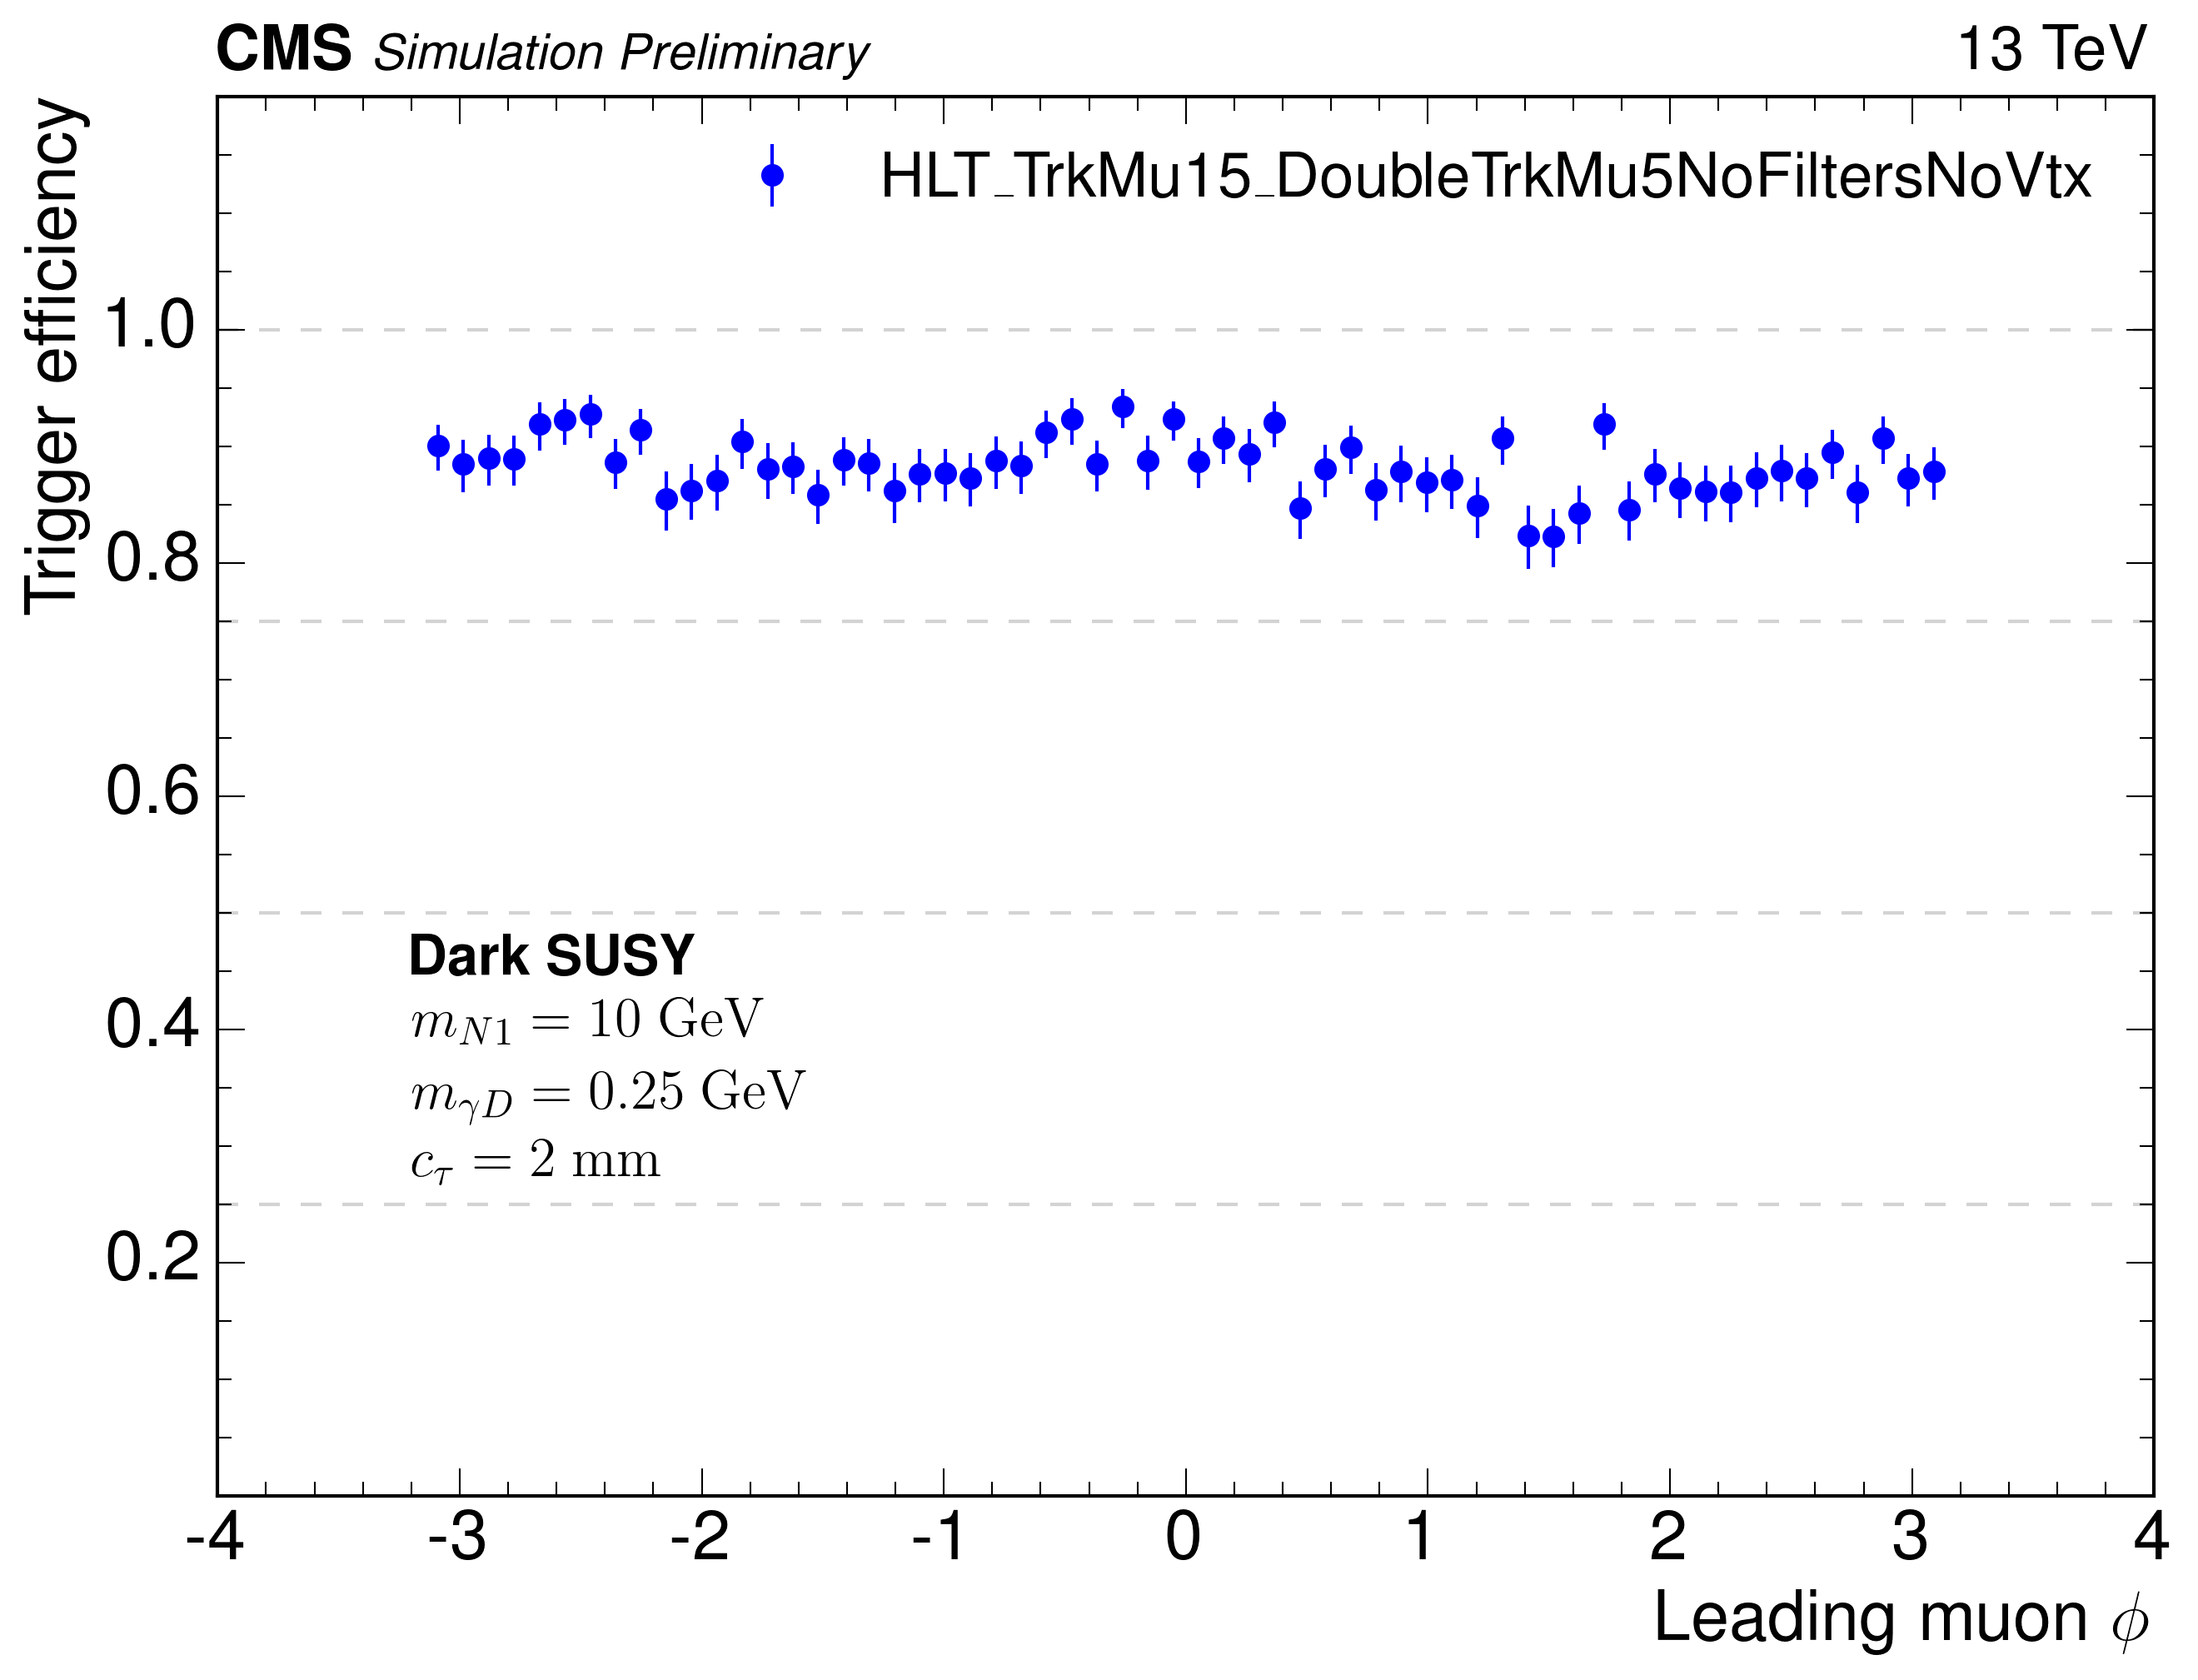 CMS Simulation Preliminary 13 TeV
Trigger efficiency
HLT_TrkMu15_DoubleTrkMu5NoFiltersNoVtx
1.0
0.8
0.6
0.4
0.2
Dark SUSY
m_{N1} = 10 GeV
m_{γD} = 0.25 GeV
c_τ = 2 mm
-4 -3 -2 -1 0 1 2 3 4
Leading muon ϕ